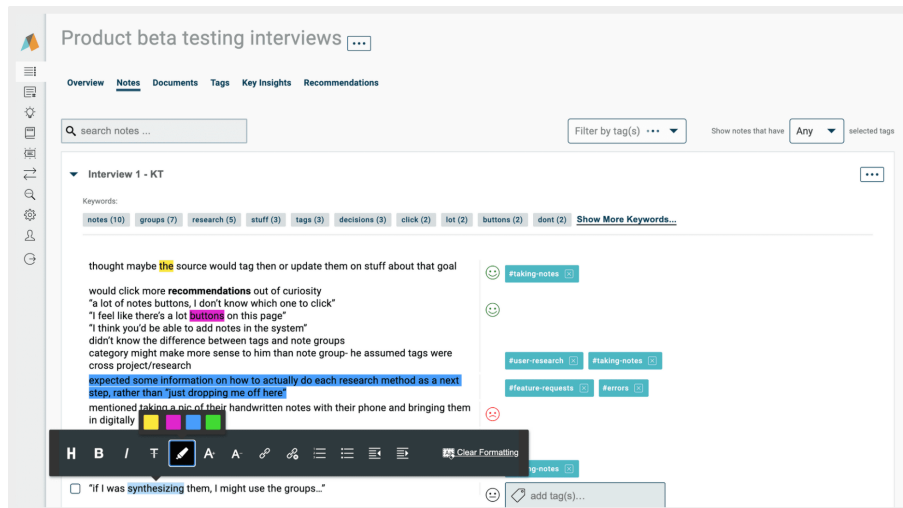 Product beta testing interviews
Overview Notes Documents Tags Key Insights Recommendations
search notes ...
Filter by tag(s) ••• Show notes that have Any selected tags
Interview 1 - KT
Keywords:
notes (10) groups (7) research (5) stuff (3) tags (3) decisions (3) click (2) lot (2) buttons (2) dont (2) Show More Keywords...
thought maybe the source would tag then or update them on stuff about that goal
#taking-notes
would click more recommendations out of curiosity
“a lot of notes buttons, I don’t know which one to click”
“I feel like there’s a lot buttons on this page”
“I think you’d be able to add notes in the system”
didn’t know the difference between tags and note groups
category might make more sense to him than note group- he assumed tags were
cross project/research
#user-research #taking-notes
expected some information on how to actually do each research method as a next
step, rather than “just dropping me off here”
#feature-requests #errors
mentioned taking a pic of their handwritten notes with their phone and bringing them
in digitally
H B I T A+ A- Clear Formatting
ng-notes
“if I was synthesizing them, I might use the groups...”
add tag(s)...